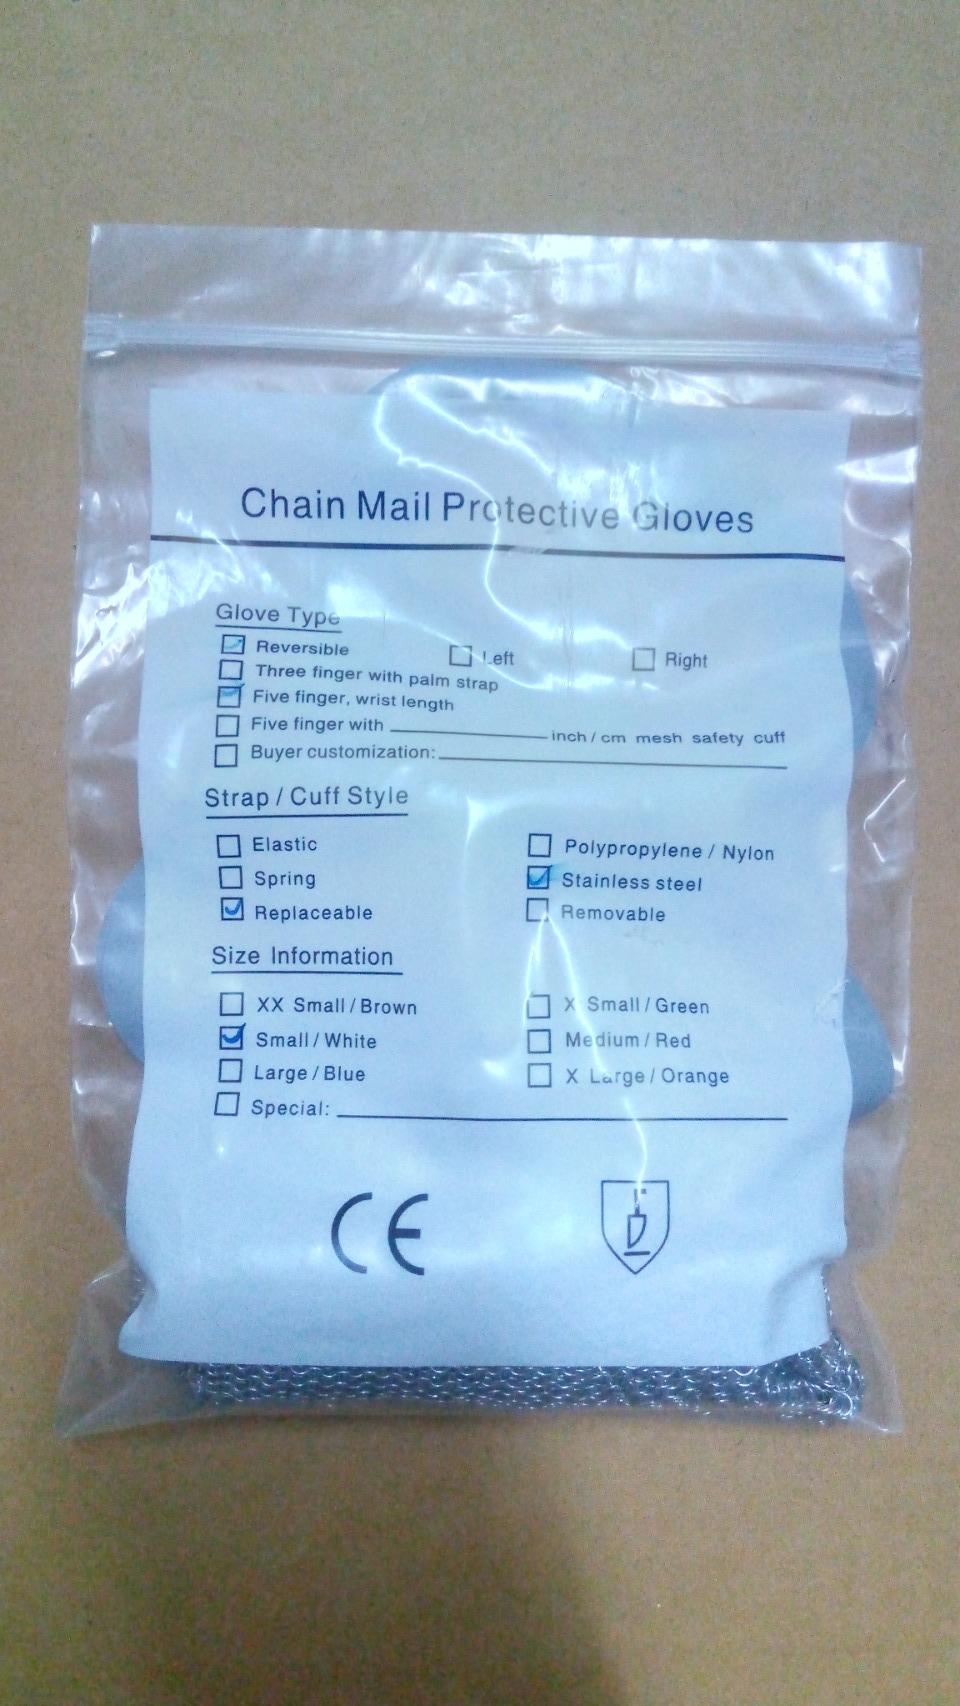 Chain Mail Protective Gloves
Glove Type
Reversible Left Right
Three finger with palm strap
Five finger, wrist length
Five finger with inch / cm mesh safety cuff
Buyer customization:
Strap / Cuff Style
Elastic Polypropylene / Nylon
Spring Stainless steel
Replaceable Removable
Size Information
XX Small / Brown X Small / Green
Small / White Medium / Red
Large / Blue X Large / Orange
Special:
CE